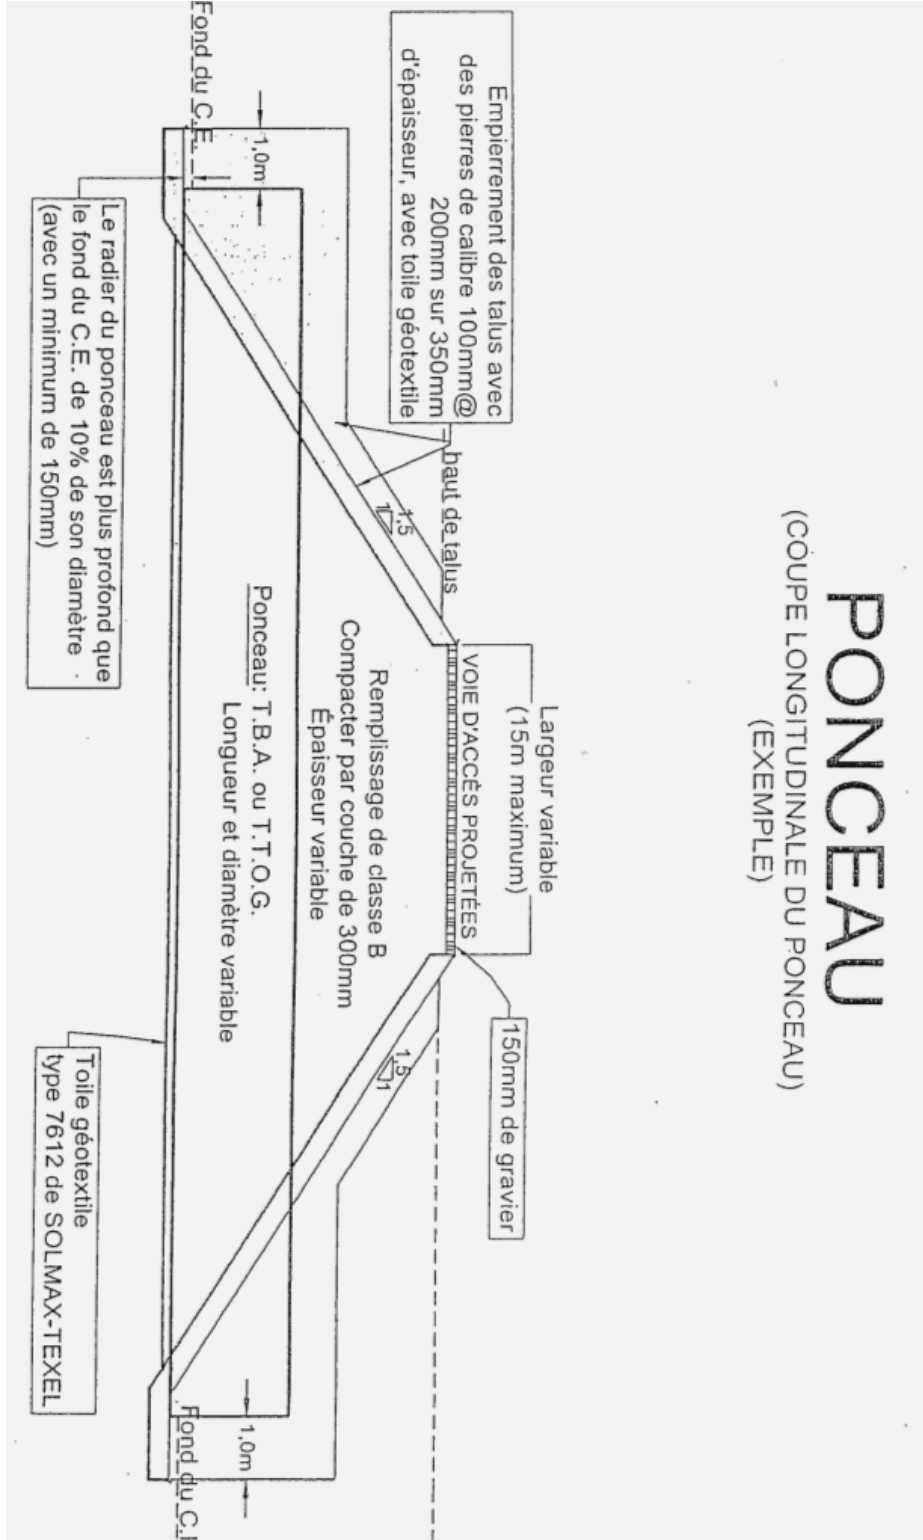 PONCEAU
(COUPE LONGITUDINALE DU PONCEAU)
(EXEMPLE)
Empierrement des talus avec
des pierres de calibre 100mm@
200mm sur 350mm
d'épaisseur, avec toile géotextile
Largeur variable
(15m maximum)
150mm de gravier
haut de talus
VOIE D'ACCÈS PROJETÉES
1,5
1
1,5
1
Remplissage de classe B
Compacter par couche de 300mm
Épaisseur variable
1,0m
Ponceau: T.B.A. ou T.T.O.G.
Longueur et diamètre variable
1,0m
Fond du C.E.
Fond du C.
Le radier du ponceau est plus profond que
le fond du C.E. de 10% de son diamètre
(avec un minimum de 150mm)
Toile géotextile
type 7612 de SOLMAX-TEXEL